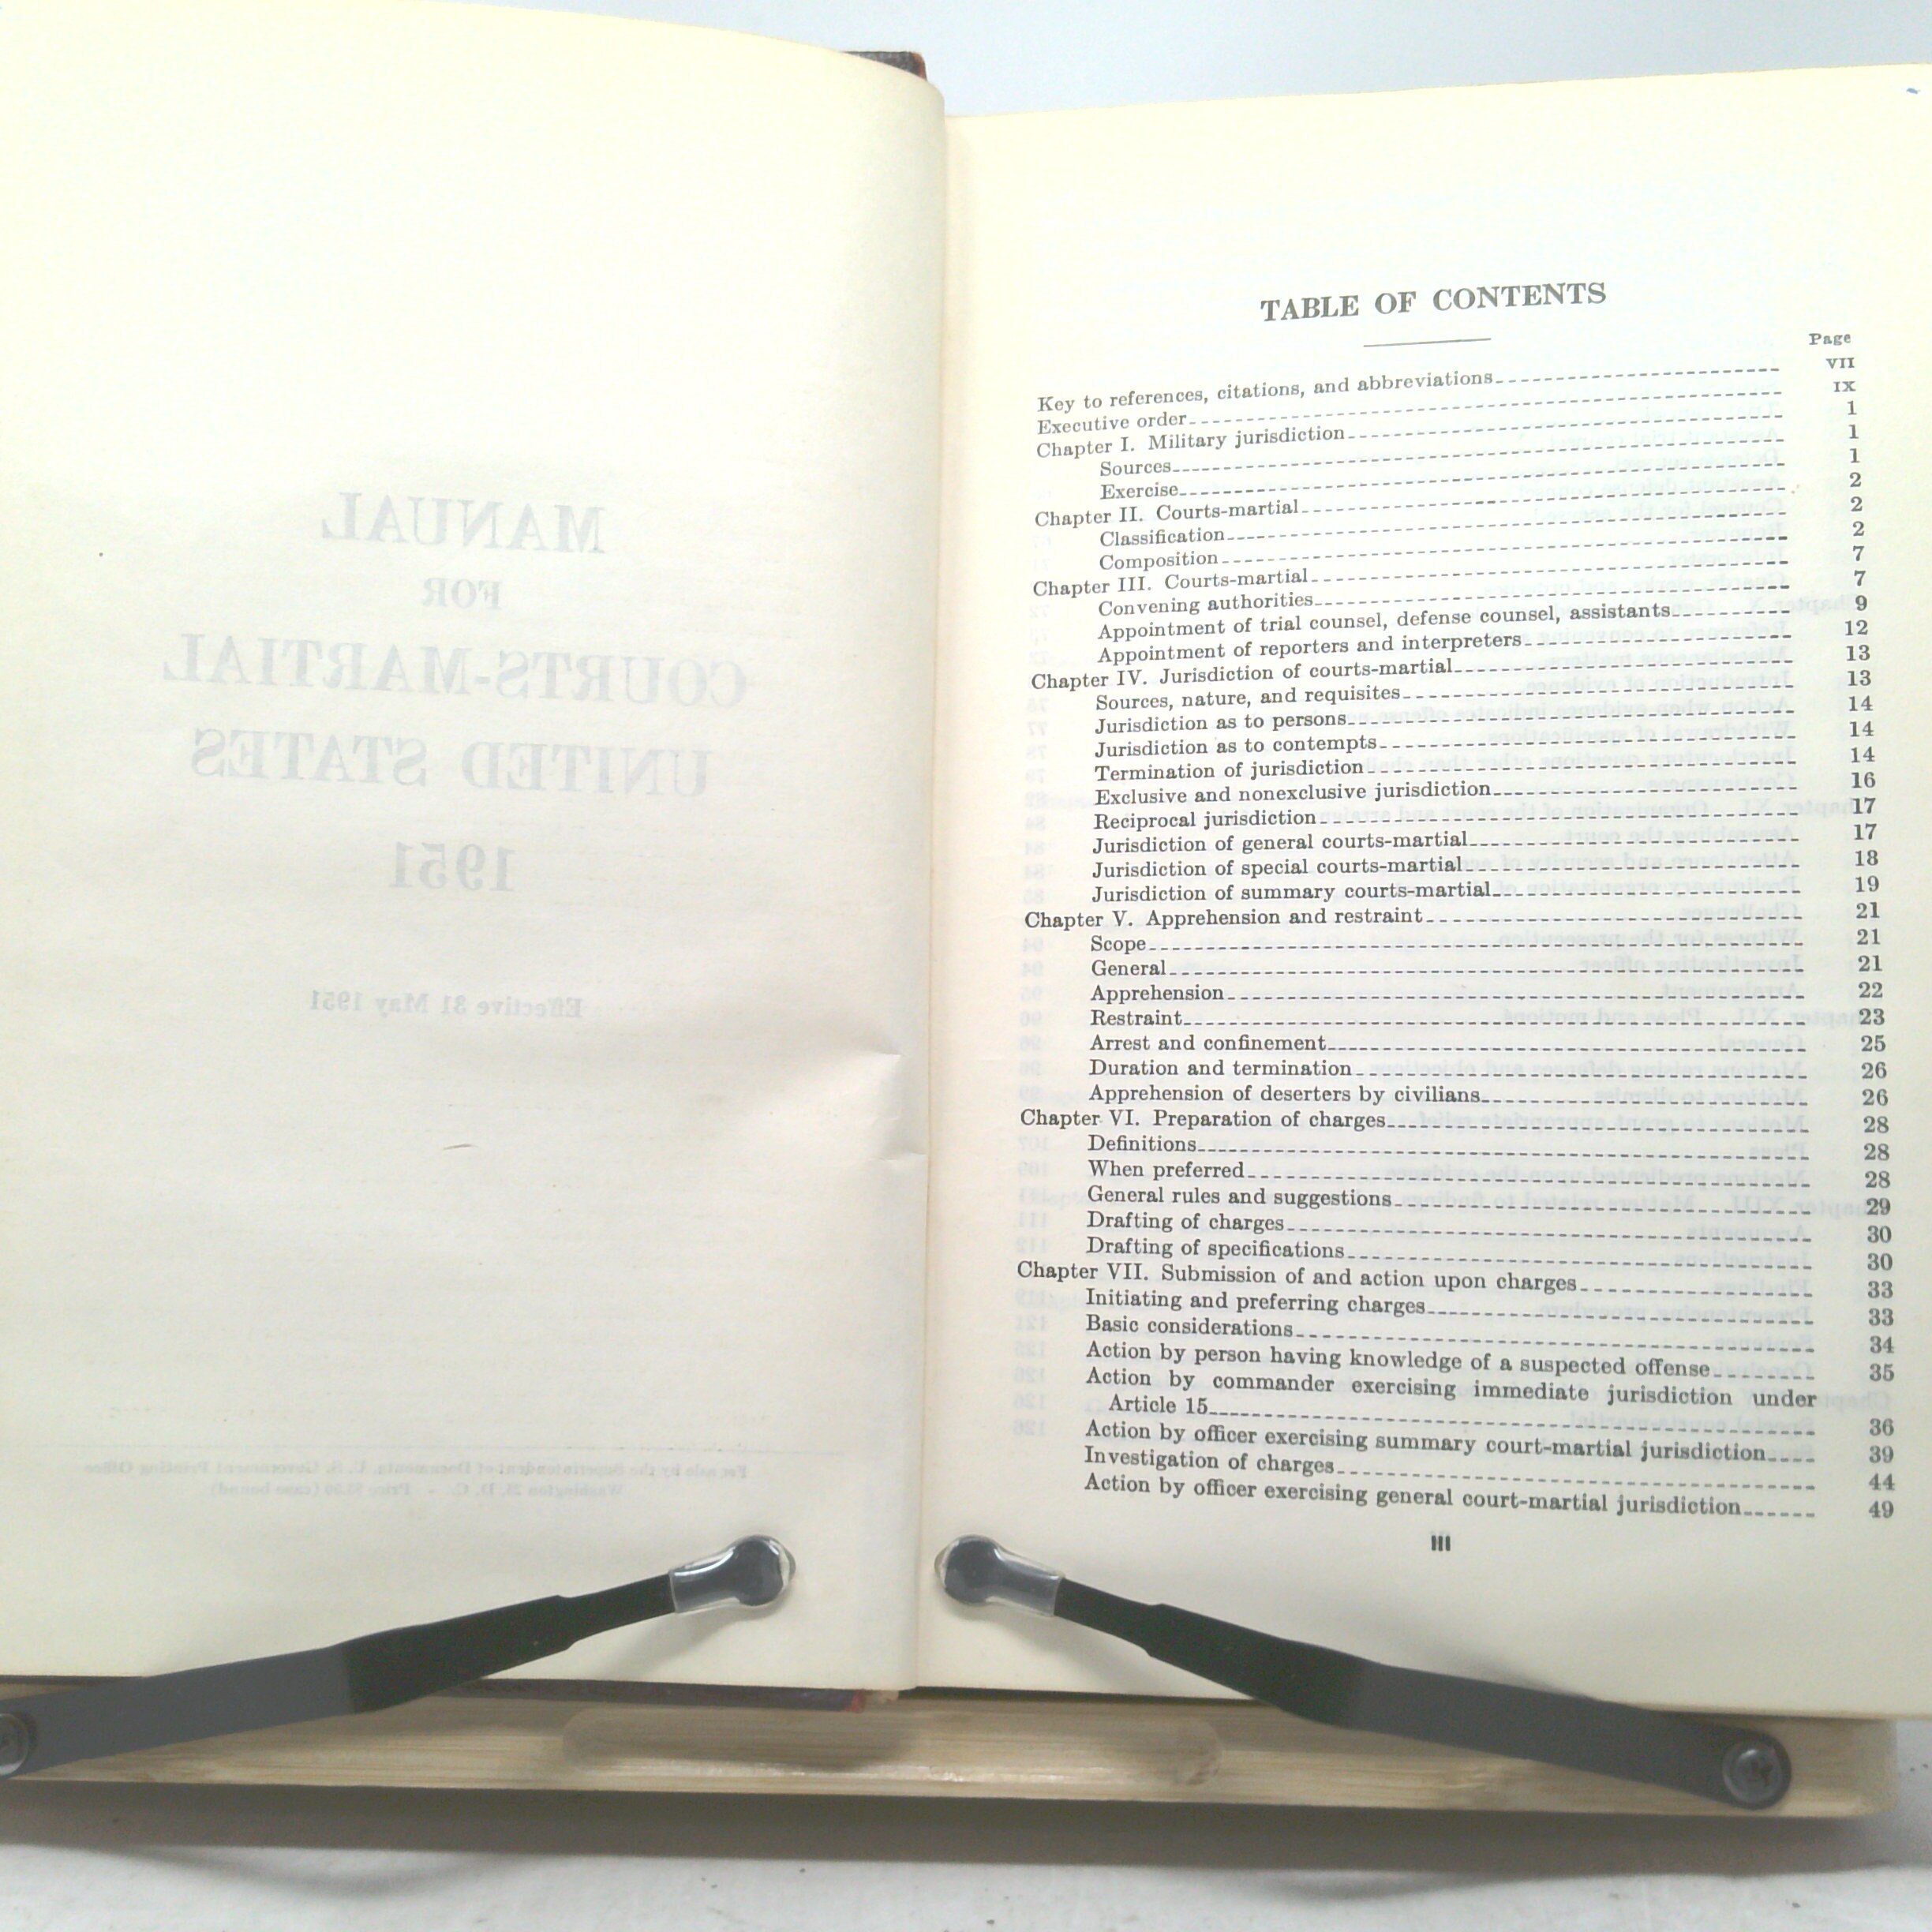 MANUAL
FOR
COURTS-MARTIAL
UNITED STATES
1951
Effective 31 May 1951
For sale by the Superintendent of Documents, U. S. Government Printing Office
TABLE OF CONTENTS
Page
Key to references, citations, and abbreviations VII
Executive order IX
Chapter I. Military jurisdiction 1
Sources 1
Exercise 1
Chapter II. Courts-martial 2
Classification 2
Composition 2
Chapter III. Courts-martial 7
Convening authorities 7
Appointment of trial counsel, defense counsel, assistants 9
Appointment of reporters and interpreters 12
Chapter IV. Jurisdiction of courts-martial 13
Sources, nature, and requisites 13
Jurisdiction as to persons 14
Jurisdiction as to contempts 14
Termination of jurisdiction 14
Exclusive and nonexclusive jurisdiction 16
Reciprocal jurisdiction 17
Jurisdiction of general courts-martial 17
Jurisdiction of special courts-martial 18
Jurisdiction of summary courts-martial 19
Chapter V. Apprehension and restraint 21
Scope 21
General 21
Apprehension 22
Restraint 23
Arrest and confinement 25
Duration and termination 26
Apprehension of deserters by civilians 26
Chapter VI. Preparation of charges 28
Definitions 28
When preferred 28
General rules and suggestions 29
Drafting of charges 30
Drafting of specifications 30
Chapter VII. Submission of and action upon charges 33
Initiating and preferring charges 33
Basic considerations 34
Action by person having knowledge of a suspected offense 35
Action by commander exercising immediate jurisdiction under
Article 15 36
Action by officer exercising summary court-martial jurisdiction 39
Investigation of charges 44
Action by officer exercising general court-martial jurisdiction 49
III